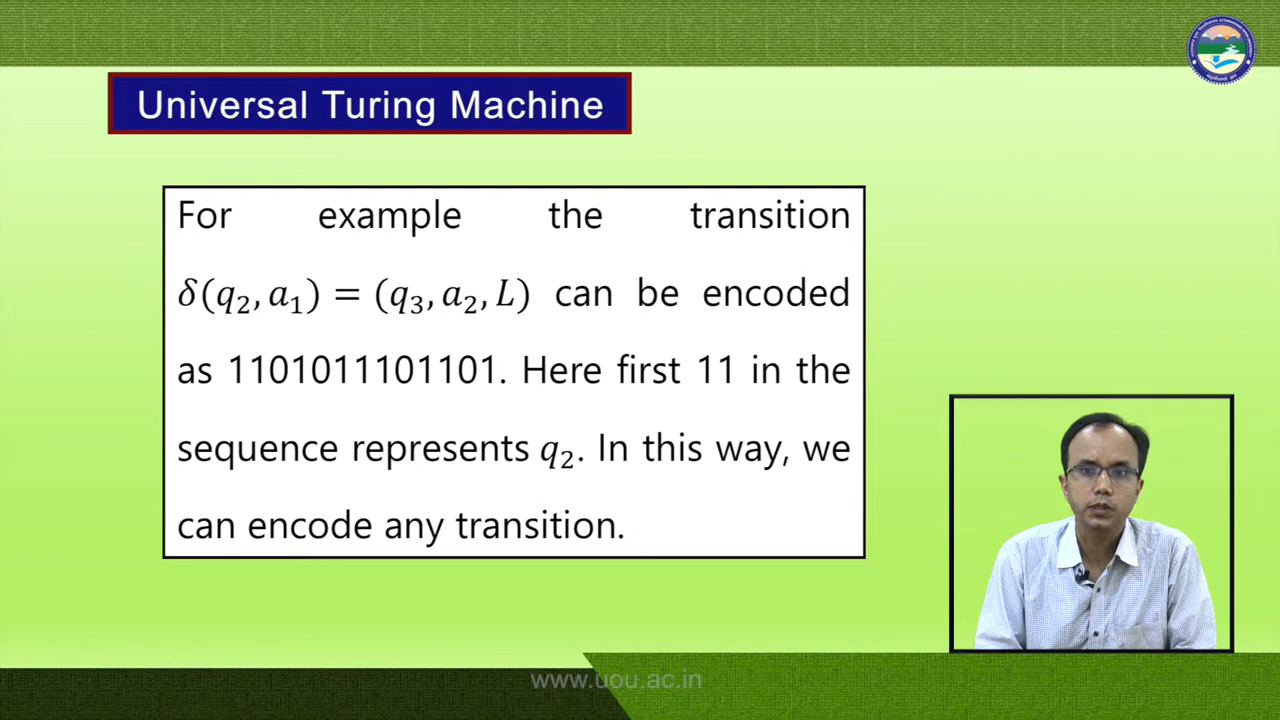 Universal Turing Machine
For example the transition
𝛿(𝑞₂, 𝑎₁) = (𝑞₃, 𝑎₂, 𝐿) can be encoded
as 1101011101101. Here first 11 in the
sequence represents 𝑞₂. In this way, we
can encode any transition.
www.uou.ac.in